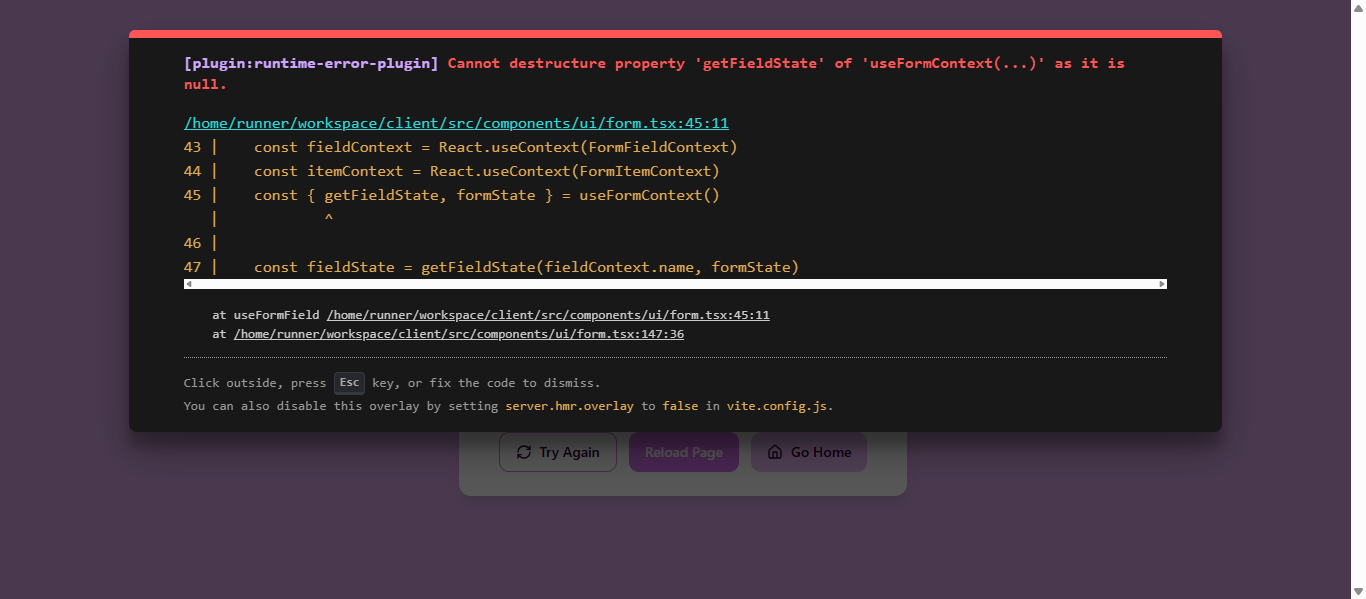 [plugin:runtime-error-plugin] Cannot destructure property 'getFieldState' of 'useFormContext(...)' as it is
null.
/home/runner/workspace/client/src/components/ui/form.tsx:45:11
43 |    const fieldContext = React.useContext(FormFieldContext)
44 |    const itemContext = React.useContext(FormItemContext)
45 |    const { getFieldState, formState } = useFormContext()
   |            ^
46 |
47 |    const fieldState = getFieldState(fieldContext.name, formState)
at useFormField /home/runner/workspace/client/src/components/ui/form.tsx:45:11
at /home/runner/workspace/client/src/components/ui/form.tsx:147:36
Click outside, press Esc key, or fix the code to dismiss.
You can also disable this overlay by setting server.hmr.overlay to false in vite.config.js.
Try Again Reload Page Go Home